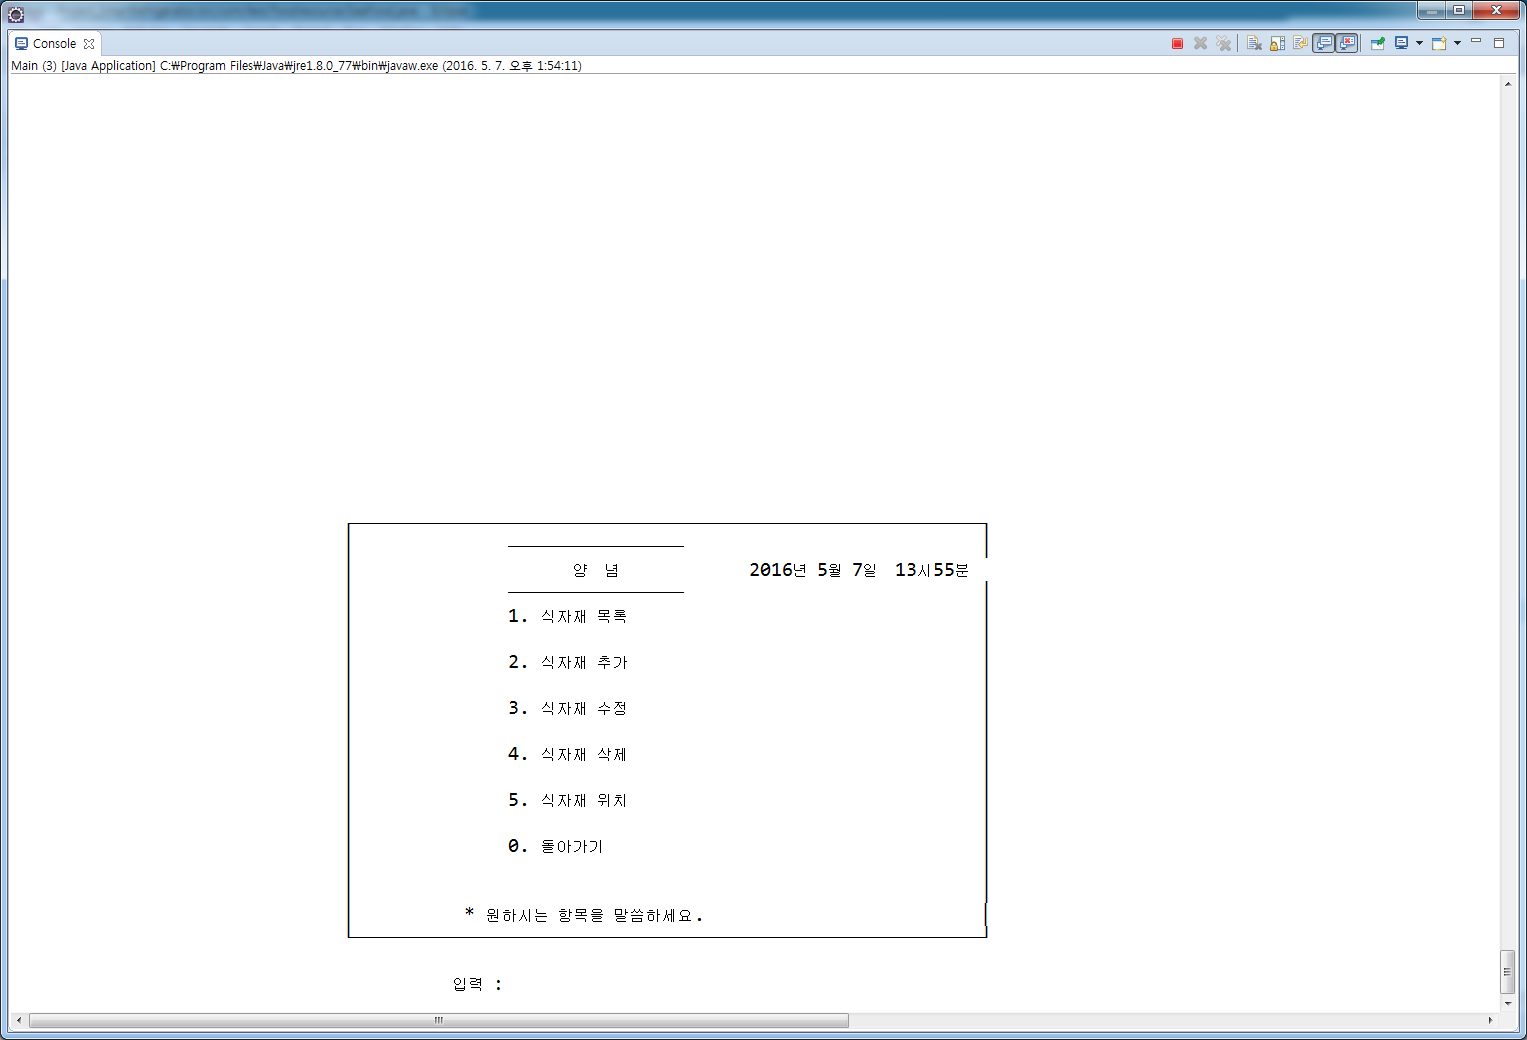 Console
Main (3) [Java Application] C:₩Program Files₩Java₩jre1.8.0_77₩bin₩javaw.exe (2016. 5. 7. 오후 1:54:11)
양 념 2016년 5월 7일 13시55분
1. 식자재 목록
2. 식자재 추가
3. 식자재 수정
4. 식자재 삭제
5. 식자재 위치
0. 돌아가기
* 원하시는 항목을 말씀하세요.
입력 :